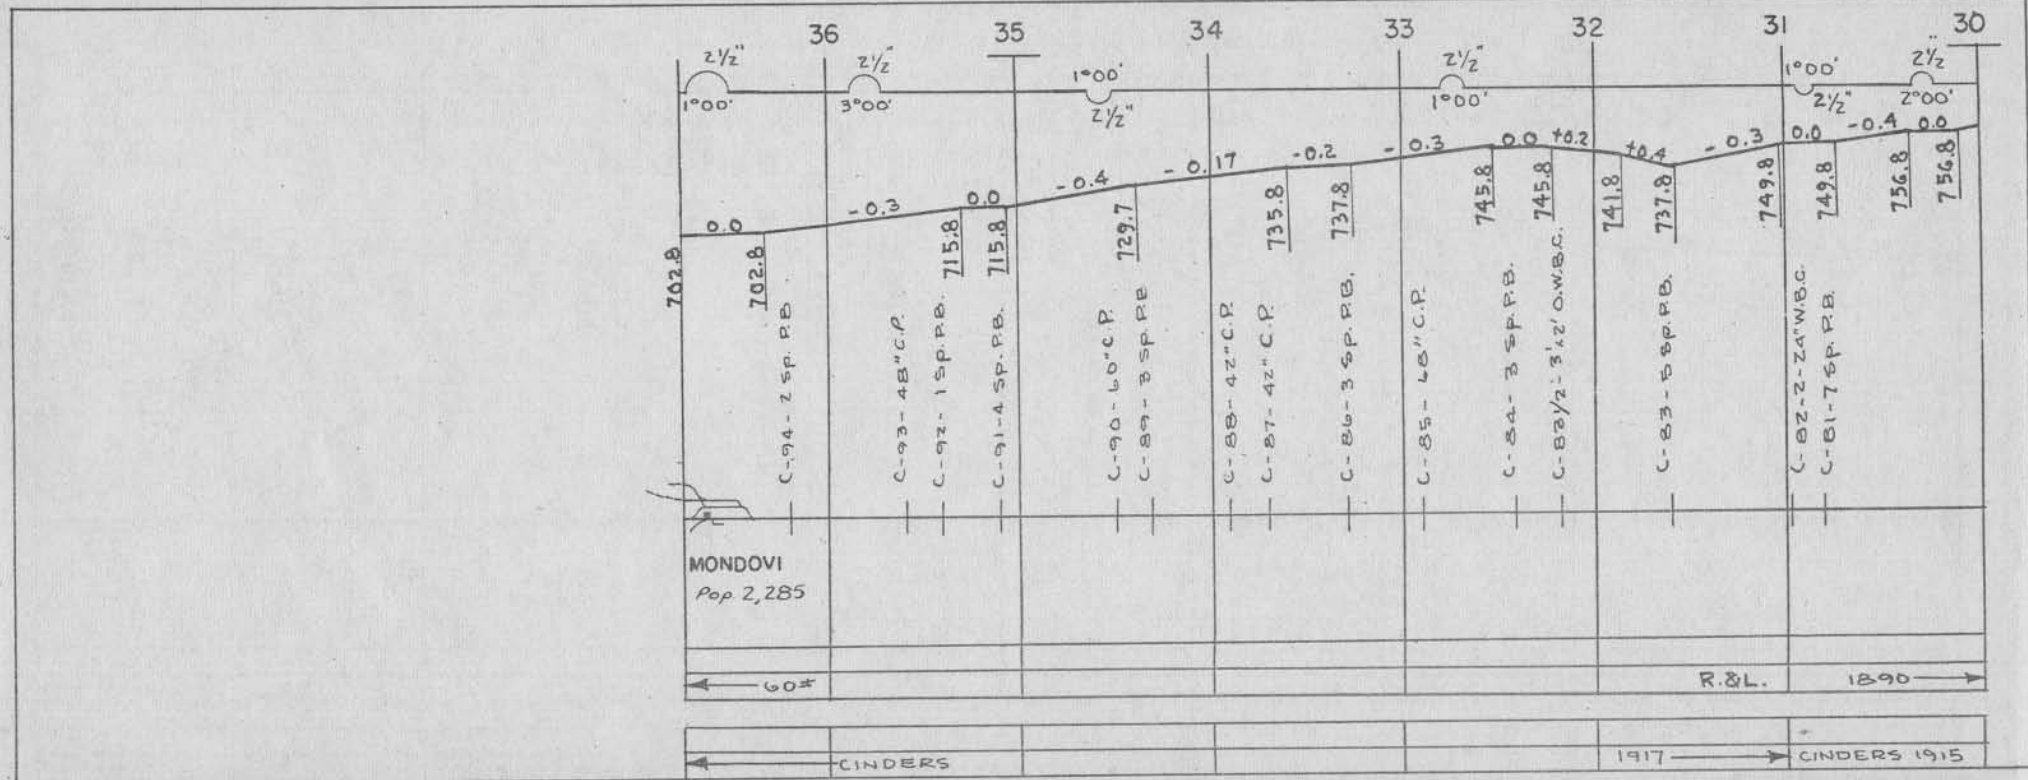 36 35 34 33 32 31 30
2½" 2½" 1°00' 2½" 1°00' 2½"
1°00' 3°00' 2½" 1°00' 2½" 2°00'
0.0 -0.3 0.0 -0.4 -0.17 -0.2 -0.3 0.0 +0.2 +0.4 -0.3 0.0 -0.4 0.0
702.8 702.8 715.8 715.8 729.7 735.8 737.8 745.8 745.8 741.8 737.8 749.8 749.8 756.8 756.8
C-94-2 Sp. P.B.
C-93-48" C.P.
C-92-1 Sp. P.B.
C-91-4 Sp. P.B.
C-90-60" C.P.
C-89-3 Sp. P.B
C-88-42" C.P.
C-87-42" C.P.
C-86-3 Sp. P.B.
C-85- C.P.
C-84-3 Sp. P.B.
C-83½-3'x2' O.W.B.C.
C-83-5 Sp. P.B.
C-82-2-24" W.B.C.
C-81-7 Sp. P.B.
MONDOVI
Pop. 2,285
60# R.&L. 1890
CINDERS 1917 CINDERS 1915